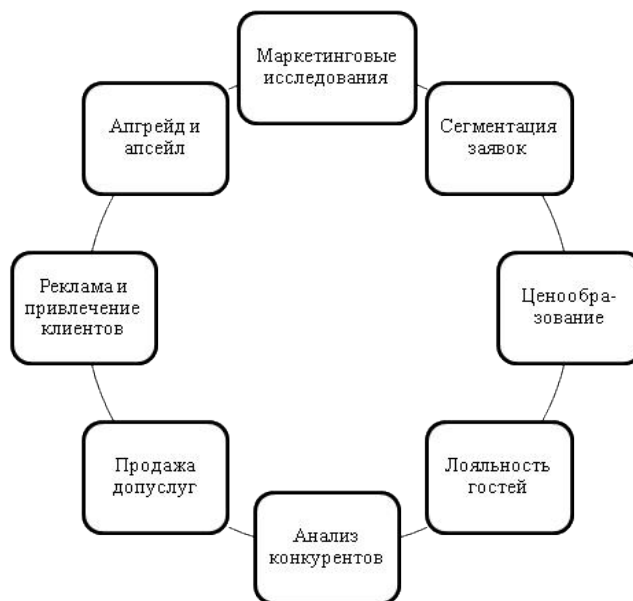 Маркетинговые
исследования
Сегментация
заявок
Ценообра-
зование
Лояльность
гостей
Анализ
конкурентов
Продажа
допуслуг
Реклама и
привлечение
клиентов
Апгрейд и
апсейл